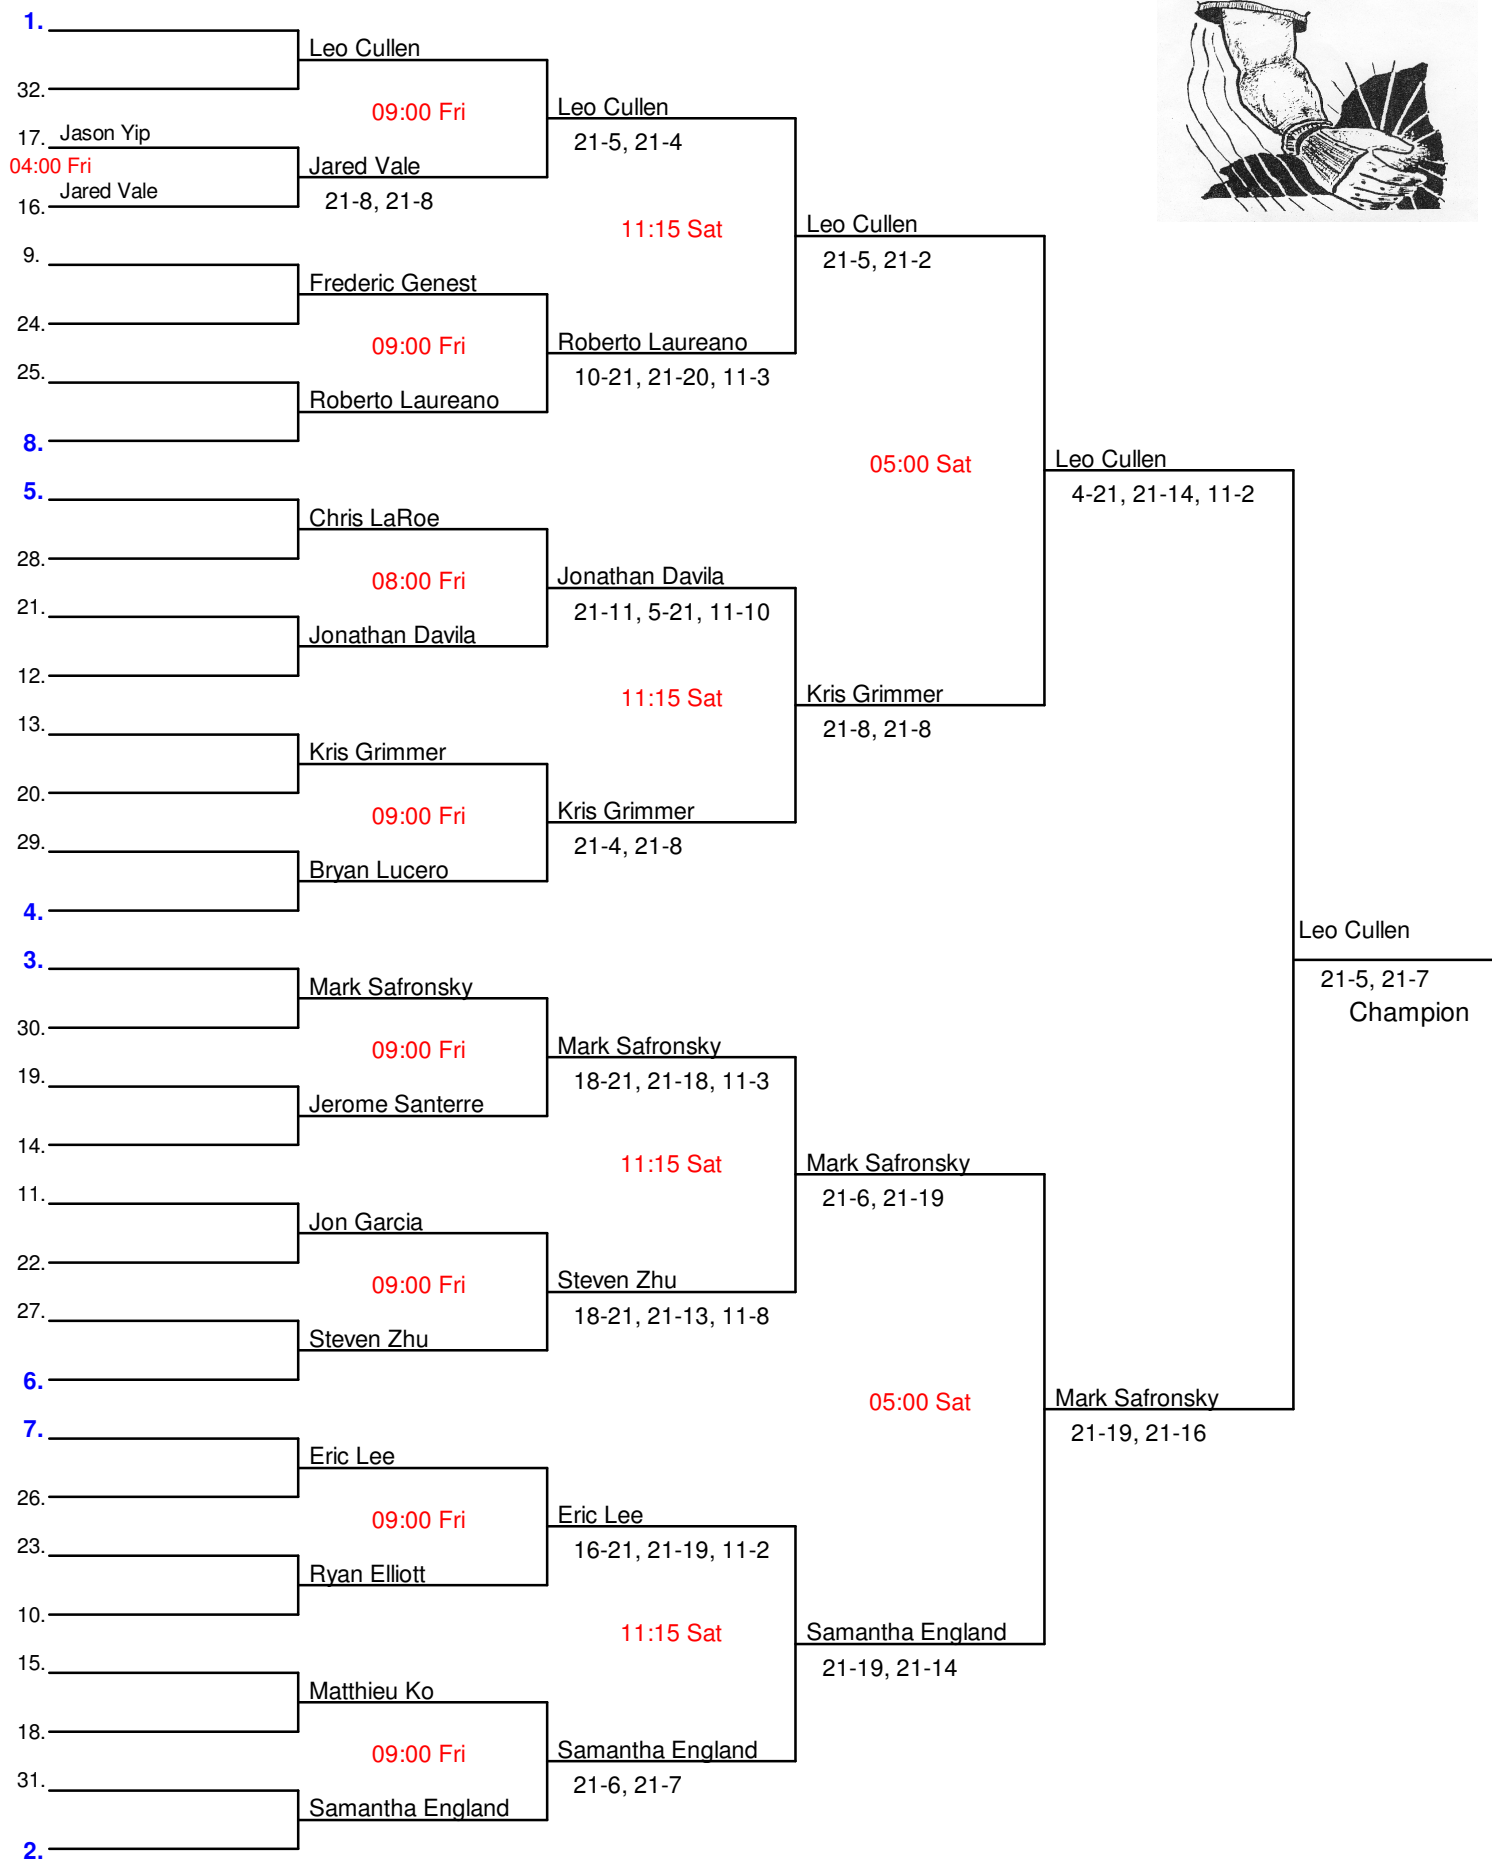 1.
Leo Cullen
32.
09:00 Fri
Leo Cullen
17. Jason Yip
21-5, 21-4
04:00 Fri
Jared Vale
16. Jared Vale
21-8, 21-8
11:15 Sat
Leo Cullen
9.
21-5, 21-2
Frederic Genest
24.
09:00 Fri
Roberto Laureano
25.
10-21, 21-20, 11-3
Roberto Laureano
8.
05:00 Sat
Leo Cullen
5.
4-21, 21-14, 11-2
Chris LaRoe
28.
08:00 Fri
Jonathan Davila
21.
21-11, 5-21, 11-10
Jonathan Davila
12.
11:15 Sat
Kris Grimmer
13.
21-8, 21-8
Kris Grimmer
20.
09:00 Fri
Kris Grimmer
29.
21-4, 21-8
Bryan Lucero
4.
Leo Cullen
3.
21-5, 21-7
Mark Safronsky
Champion
30.
09:00 Fri
Mark Safronsky
19.
18-21, 21-18, 11-3
Jerome Santerre
14.
11:15 Sat
Mark Safronsky
11.
21-6, 21-19
Jon Garcia
22.
09:00 Fri
Steven Zhu
27.
18-21, 21-13, 11-8
Steven Zhu
6.
05:00 Sat
Mark Safronsky
7.
21-19, 21-16
Eric Lee
26.
09:00 Fri
Eric Lee
23.
16-21, 21-19, 11-2
Ryan Elliott
10.
11:15 Sat
Samantha England
15.
21-19, 21-14
Matthieu Ko
18.
09:00 Fri
Samantha England
31.
21-6, 21-7
Samantha England
2.